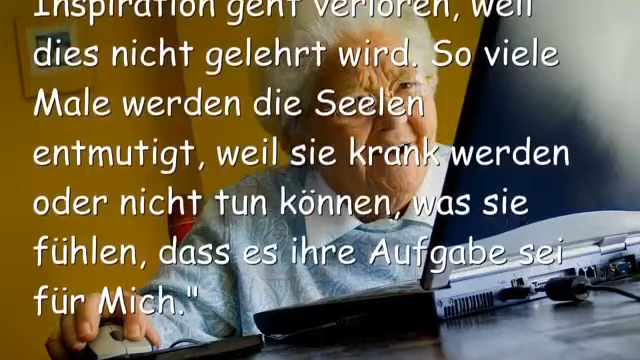 Inspiration geht verloren, weil
dies nicht gelehrt wird. So viele
Male werden die Seelen
entmutigt, weil sie krank werden
oder nicht tun können, was sie
fühlen, dass es ihre Aufgabe sei
für Mich."